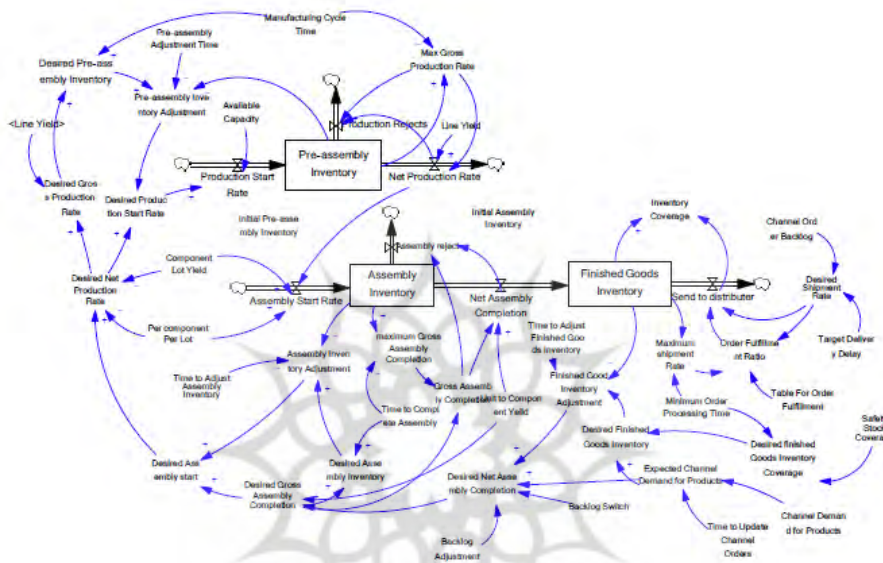 Manufacturing Cycle
Time
Pre-assembly
Adjustment Time
Desired Pre-ass
embly Inventory
Max Gross
Production Rate
Pre-assembly Inve
ntory Adjustment
Available
Capacity
Production Rejects
Line Yield
<Line Yield>
Pre-assembly
Inventory
Production Start
Rate
Net Production Rate
Desired Gros
s Production
Rate
Desired Produc
tion Start Rate
Initial Pre-asse
mbly Inventory
Initial Assembly
Inventory
Inventory
Coverage
Channel Ord
er Backlog
Assembly rejects
Component
Lot Yield
Desired Net
Production
Rate
Assembly
Inventory
Finished Goods
Inventory
Desired
Shipment
Rate
Assembly Start Rate
Net Assembly
Completion
Send to distributer
Per component
Per Lot
maximum Gross
Assembly
Completion
Time to Adjust
Finished Goo
ds Inventory
Maximum
shipment
Rate
Order Fulfillme
nt Ratio
Target Deliver
y Delay
Assembly Inven
tory Adjustment
Time to Adjust
Assembly
Inventory
Gross Assemb
ly Completion
Unit to Compon
ent Yeild
Finished Good
Inventory
Adjustment
Table For Order
Fulfillment
Minimum Order
Processing Time
Time to Comp
lete Assembly
Safety
Stock
Coverage
Desired Finished
Goods Inventory
Desired finished
Goods Inventory
Coverage
Desired Ass
embly start
Desired Asse
mbly Inventory
Desired Gross
Assembly
Completion
Desired Net Asse
mbly Completion
Expected Channel
Demand for Products
Backlog Switch
Channel Deman
d for Products
Time to Update
Channel
Orders
Backlog
Adjustment